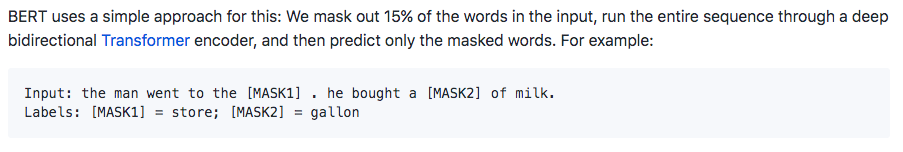 BERT uses a simple approach for this: We mask out 15% of the words in the input, run the entire sequence through a deep
bidirectional Transformer encoder, and then predict only the masked words. For example:
Input: the man went to the [MASK1] . he bought a [MASK2] of milk.
Labels: [MASK1] = store; [MASK2] = gallon